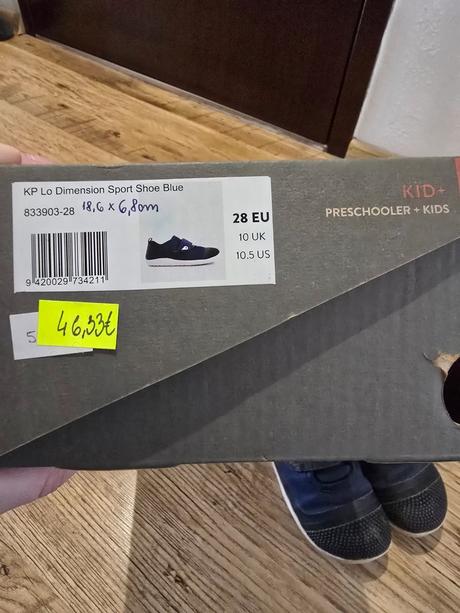 KP Lo Dimension Sport Shoe Blue
833903-28 18,6 x 6,8cm
28 EU
10 UK
10.5 US
9 420029 734211
KID+
PRESCHOOLER + KIDS
5
46,33€